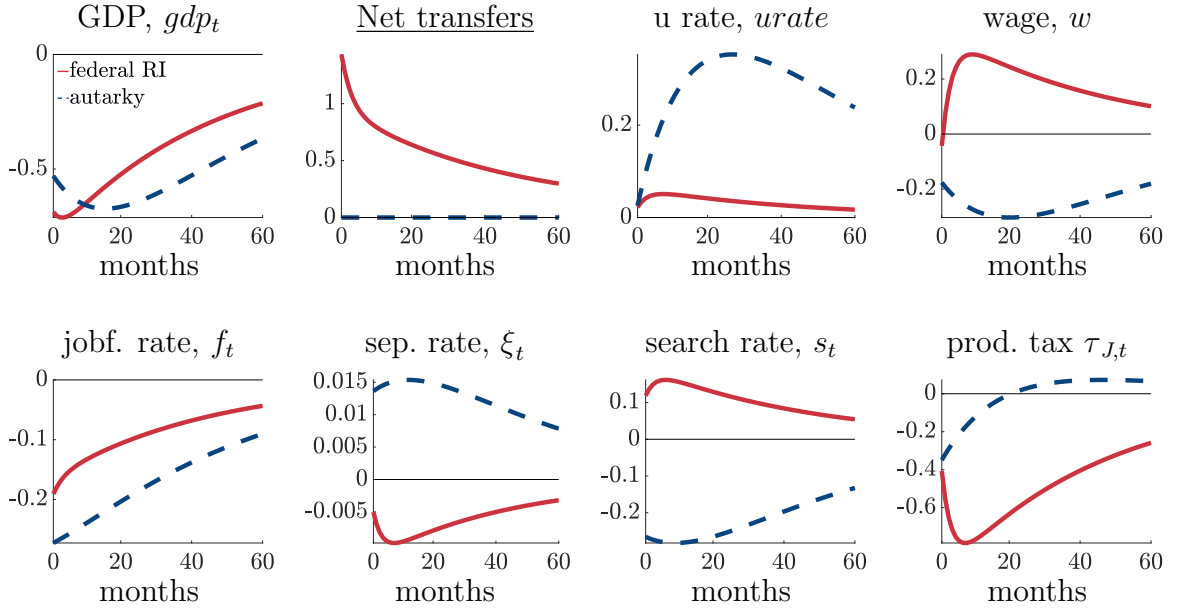 GDP, gdp_t
Net transfers
u rate, urate
wage, w
0
-0.5
federal RI
autarky
0 20 40 60
months
1
0.5
0
0 20 40 60
months
0.2
0
0 20 40 60
months
0.2
0
-0.2
0 20 40 60
months
jobf. rate, f_t
sep. rate, ξ_t
search rate, s_t
prod. tax τ_{J,t}
0
-0.1
-0.2
0 20 40 60
months
0.015
0.01
0.005
0
-0.005
0 20 40 60
months
0.1
0
-0.1
-0.2
0 20 40 60
months
0
-0.2
-0.4
-0.6
0 20 40 60
months